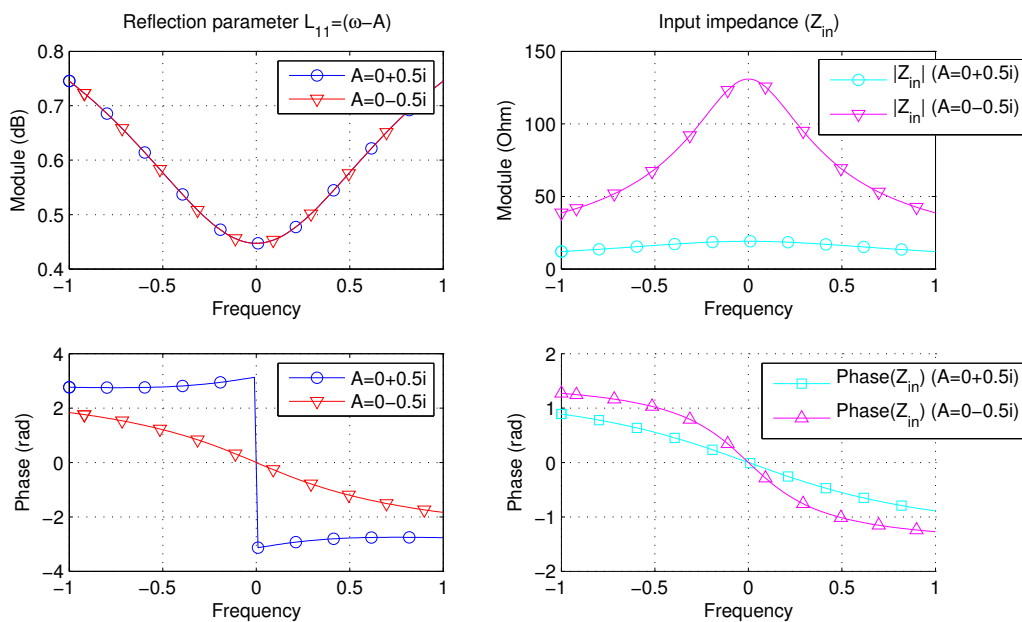 Reflection parameter L11=(ω−A)
0.8
0.7
0.6
0.5
0.4
Module (dB)
−1
−0.5
0
0.5
1
Frequency
A=0+0.5i
A=0−0.5i
Input impedance (Zin)
150
100
50
0
Module (Ohm)
−1
−0.5
0
0.5
1
Frequency
|Zin| (A=0+0.5i)
|Zin| (A=0−0.5i)
4
2
0
−2
−4
Phase (rad)
−1
−0.5
0
0.5
1
Frequency
A=0+0.5i
A=0−0.5i
2
1
0
−1
−2
Phase (rad)
−1
−0.5
0
0.5
1
Frequency
Phase(Zin) (A=0+0.5i)
Phase(Zin) (A=0−0.5i)